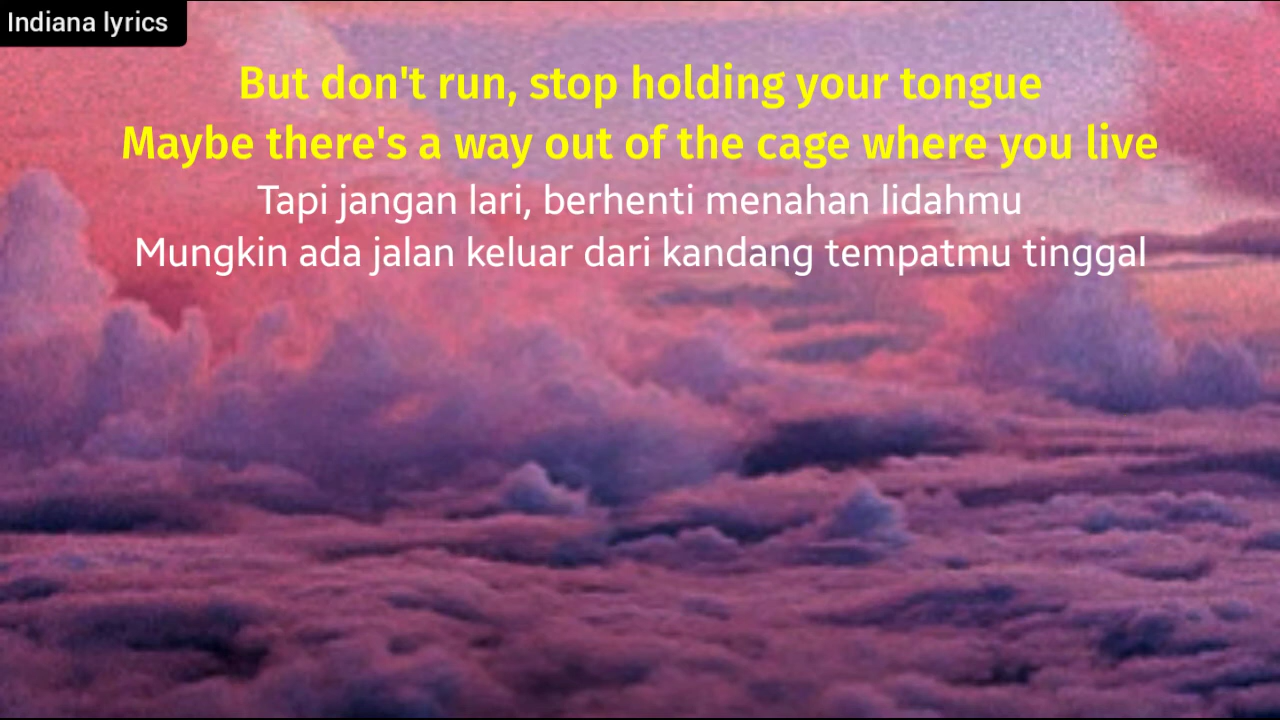 Indiana lyrics
But don't run, stop holding your tongue
Maybe there's a way out of the cage where you live
Tapi jangan lari, berhenti menahan lidahmu
Mungkin ada jalan keluar dari kandang tempatmu tinggal